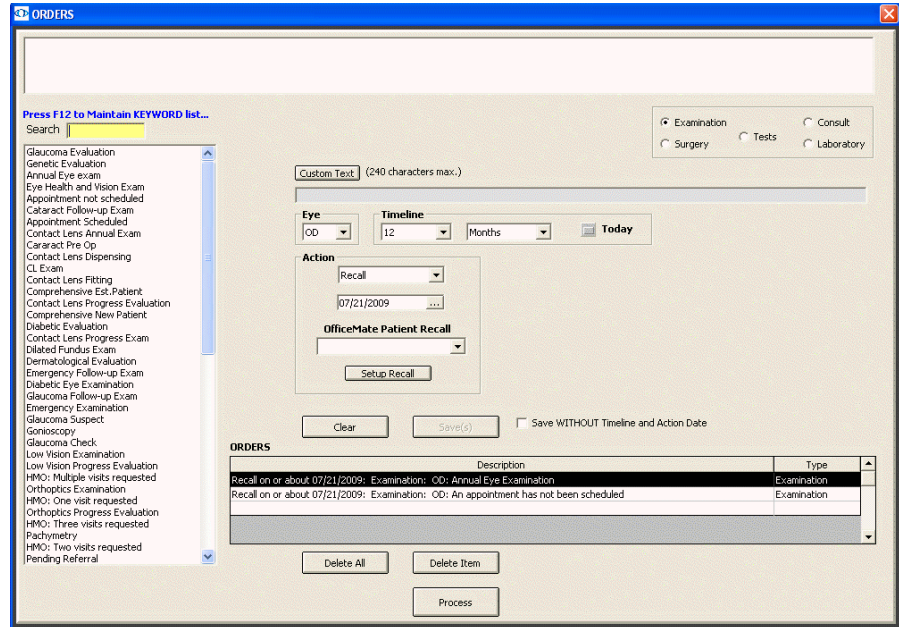 ORDERS
Press F12 to Maintain KEYWORD list...
Search
Glaucoma Evaluation
Genetic Evaluation
Annual Eye exam
Eye Health and Vision Exam
Appointment not scheduled
Cataract Follow-up Exam
Appointment Scheduled
Contact Lens Annual Exam
Cararact Pre Op
Contact Lens Dispensing
CL Exam
Contact Lens Fitting
Comprehensive Est.Patient
Contact Lens Progress Evaluation
Comprehensive New Patient
Diabetic Evaluation
Contact Lens Progress Exam
Dilated Fundus Exam
Dermatological Evaluation
Emergency Follow-up Exam
Diabetic Eye Examination
Glaucoma Follow-up Exam
Emergency Examination
Glaucoma Suspect
Gonioscopy
Glaucoma Check
Low Vision Examination
Low Vision Progress Evaluation
HMO: Multiple visits requested
Orthoptics Examination
HMO: One visit requested
Orthoptics Progress Evaluation
HMO: Three visits requested
Pachymetry
HMO: Two visits requested
Pending Referral
Examination
Consult
Tests
Surgery
Laboratory
Custom Text (240 characters max.)
Eye Timeline
OD 12 Months Today
Action
Recall
07/21/2009 ...
OfficeMate Patient Recall
Setup Recall
Clear Save(s) Save WITHOUT Timeline and Action Date
ORDERS
Description Type
Recall on or about 07/21/2009: Examination: OD: Annual Eye Examination Examination
Recall on or about 07/21/2009: Examination: OD: An appointment has not been scheduled Examination
Delete All Delete Item
Process